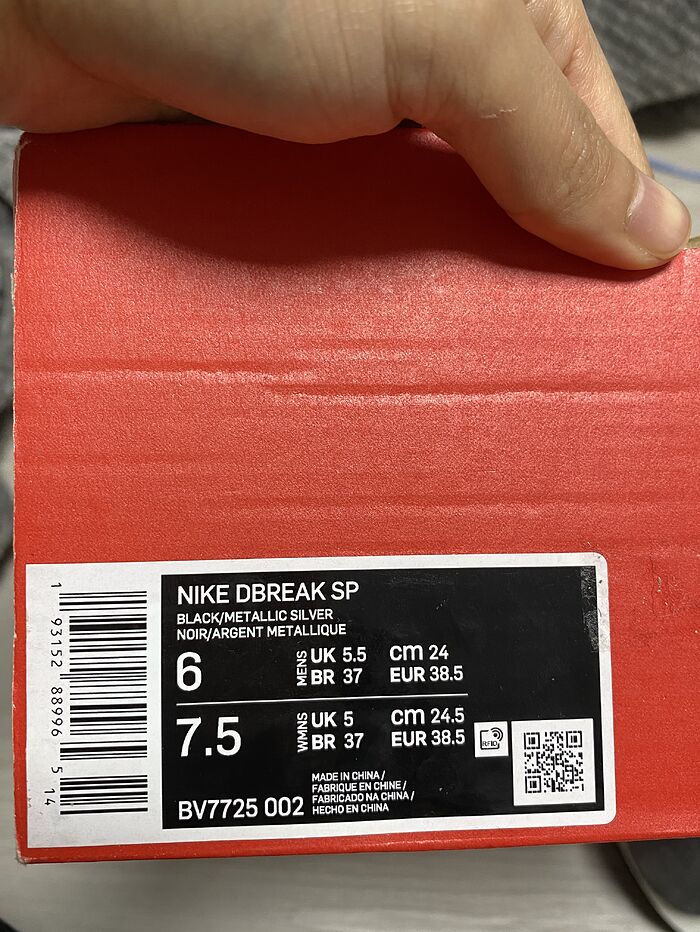 NIKE DBREAK SP
BLACK/METALLIC SILVER
NOIR/ARGENT METALLIQUE
6 MENS UK 5.5 cm 24
BR 37 EUR 38.5
7.5 WMNS UK 5 cm 24.5
BR 37 EUR 38.5
RFID
BV7725 002
MADE IN CHINA /
FABRIQUE EN CHINE /
FABRICADO NA CHINA /
HECHO EN CHINA
1 93152 88996 5 14